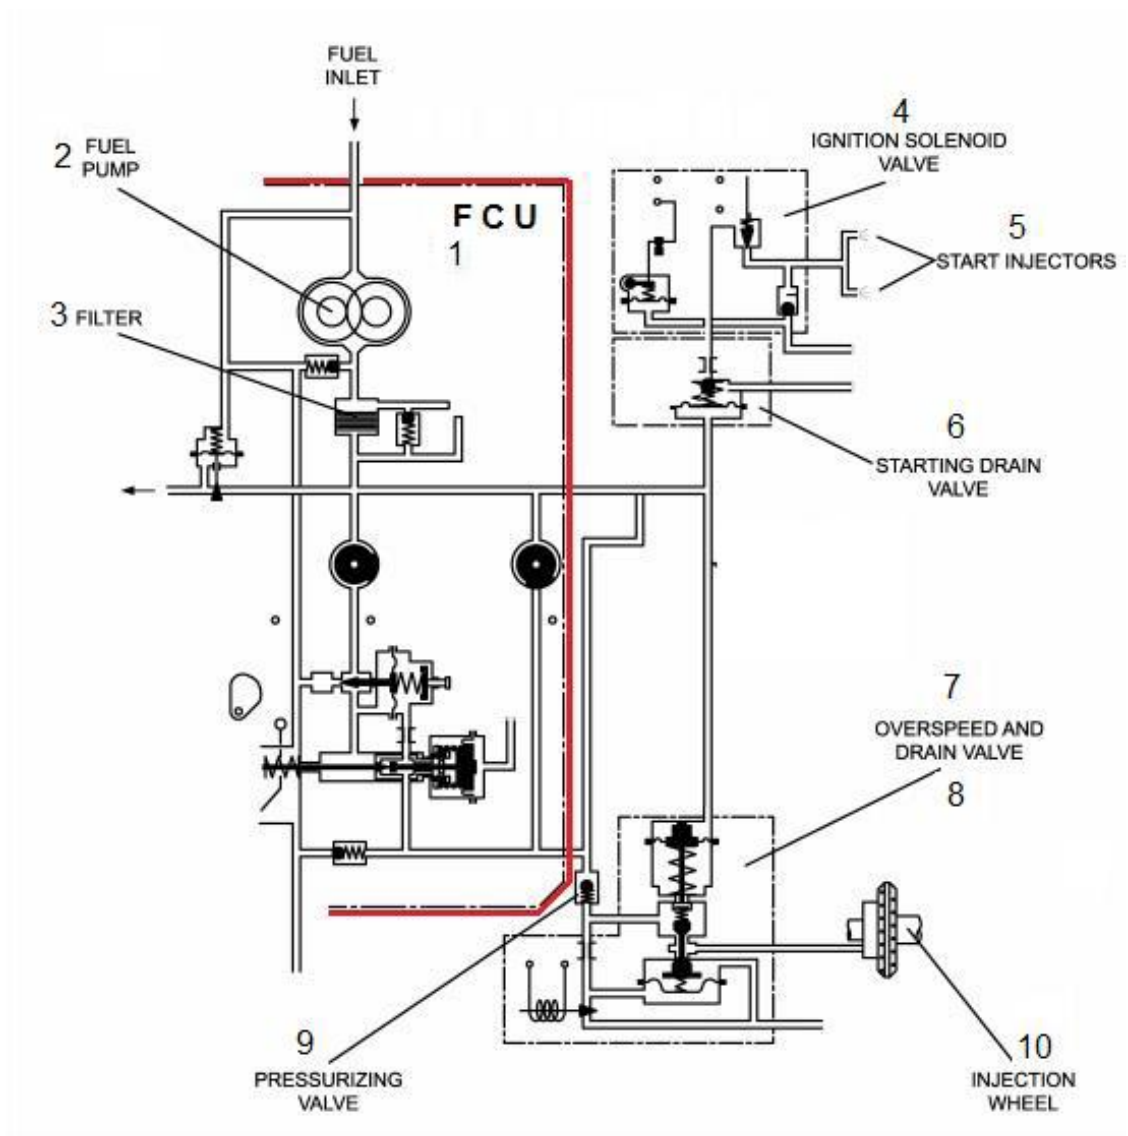 FUEL
INLET
2 FUEL
PUMP
F C U
1
3 FILTER
4
IGNITION SOLENOID
VALVE
5
START INJECTORS
6
STARTING DRAIN
VALVE
7
OVERSPEED AND
DRAIN VALVE
8
9
PRESSURIZING
VALVE
10
INJECTION
WHEEL